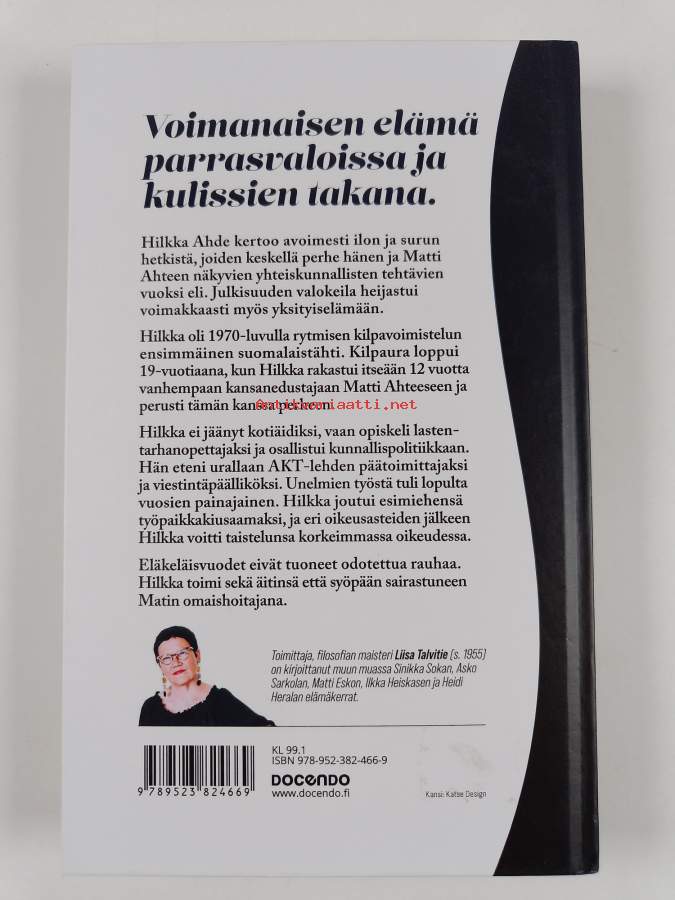 Voimanaisen elämä
parrasvaloissa ja
kulissien takana.
Hilkka Ahde kertoo avoimesti ilon ja surun
hetkistä, joiden keskellä perhe hänen ja Matti
Ahteen näkyvien yhteiskunnallisten tehtävien
vuoksi eli. Julkisuuden valokeila heijastui
voimakkaasti myös yksityiselämään.
Hilkka oli 1970-luvulla rytmisen kilpavoimistelun
ensimmäinen suomalaistähti. Kilpaura loppui
19-vuotiaana, kun Hilkka rakastui itseään 12 vuotta
vanhempaan kansanedustajaan Matti Ahteeseen ja
perusti tämän kanssa perheen.
Antikvariaatti.net
Hilkka ei jäänyt kotiäidiksi, vaan opiskeli lasten-
tarhanopettajaksi ja osallistui kunnallispolitiikkaan.
Hän eteni urallaan AKT-lehden päätoimittajaksi
ja viestintäpäälliköksi. Unelmien työstä tuli lopulta
vuosien painajainen. Hilkka joutui esimiehensä
työpaikkakiusaamaksi, ja eri oikeusasteiden jälkeen
Hilkka voitti taistelunsa korkeimmassa oikeudessa.
Eläkeläisvuodet eivät tuoneet odotettua rauhaa.
Hilkka toimi sekä äitinsä että syöpään sairastuneen
Matin omaishoitajana.
Toimittaja, filosofian maisteri Liisa Talvitie (s. 1955)
on kirjoittanut muun muassa Sinikka Sokan, Asko
Sarkolan, Matti Eskon, Ilkka Heiskasen ja Heidi
Heralan elämäkerrat.
KL 99.1
ISBN 978-952-382-466-9
DOCENDO
www.docendo.fi
9 789523 824669
Kansi: Katse Design